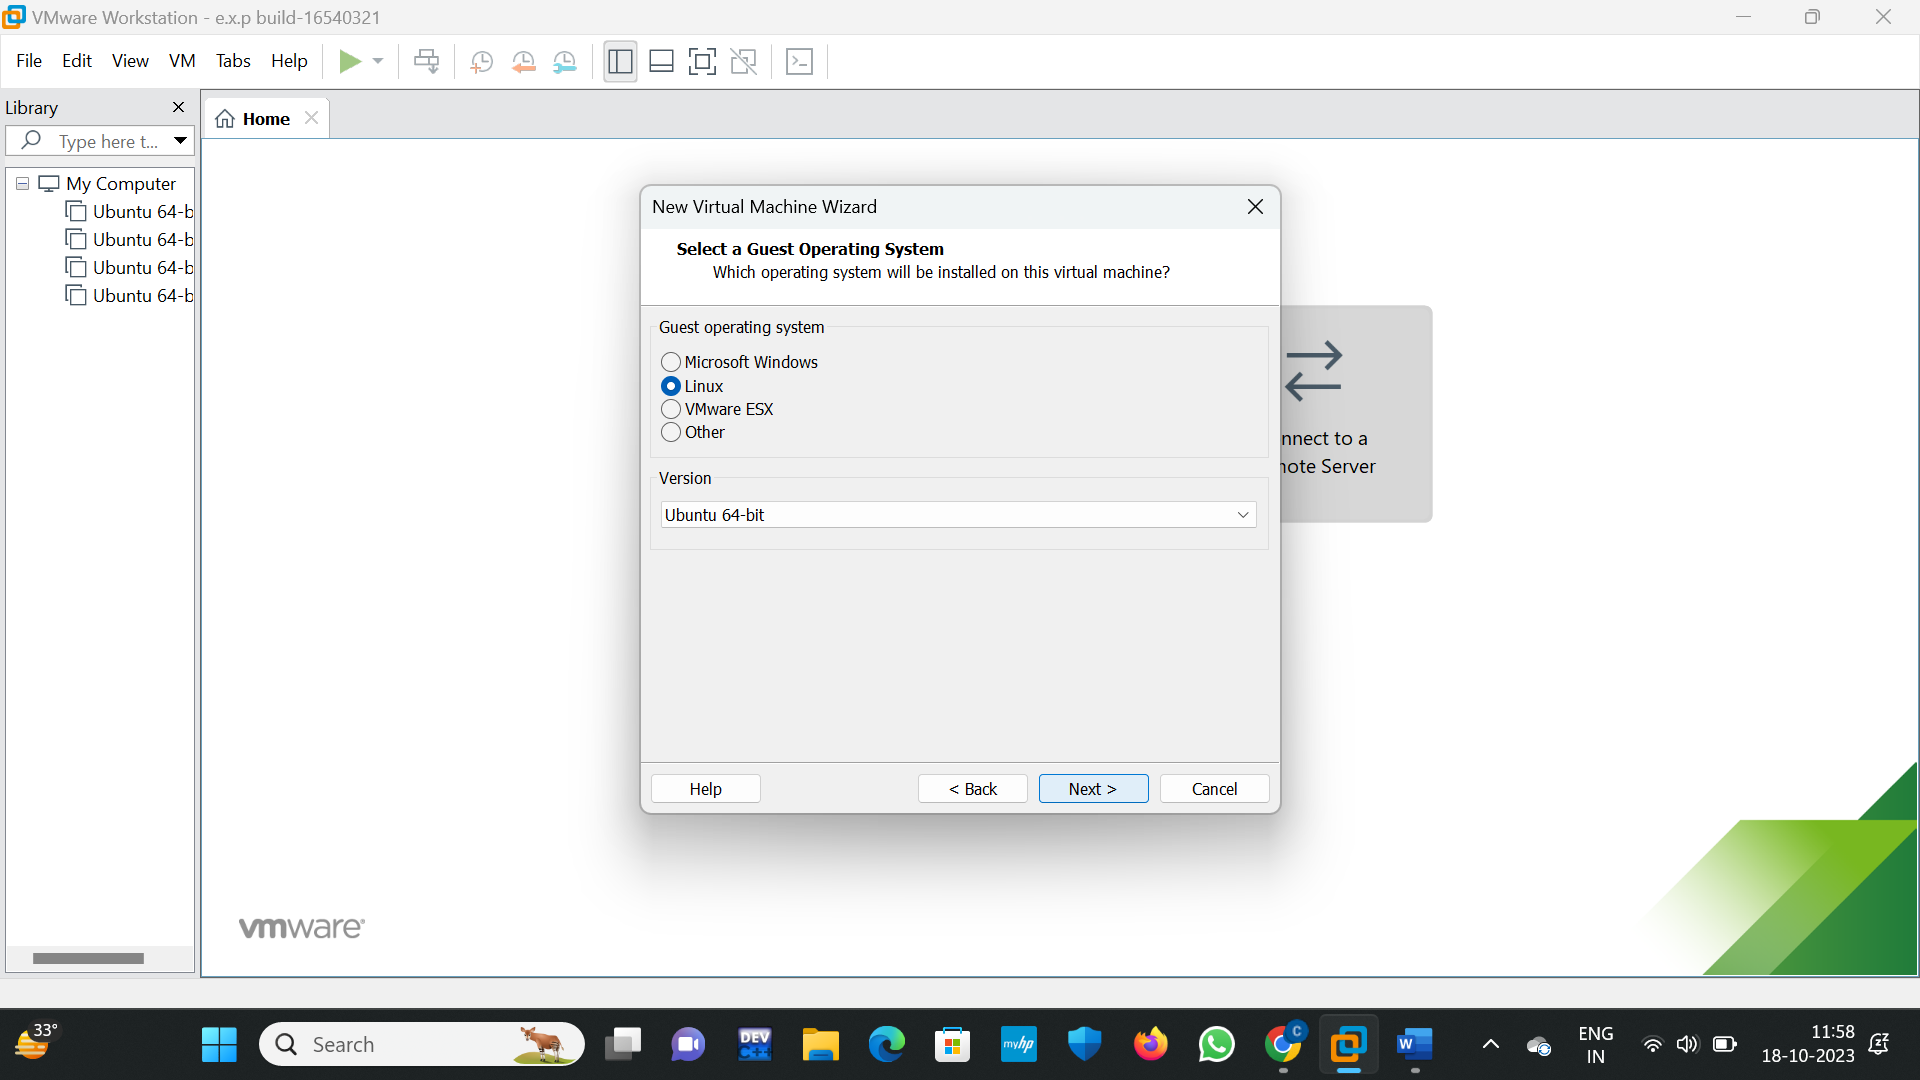 VMware Workstation - e.x.p build-16540321
File Edit View VM Tabs Help
Library
Home
Type here t...
My Computer
Ubuntu 64-b
Ubuntu 64-b
Ubuntu 64-b
Ubuntu 64-b
New Virtual Machine Wizard
Select a Guest Operating System
Which operating system will be installed on this virtual machine?
Guest operating system
Microsoft Windows
Linux
VMware ESX
Other
Version
Ubuntu 64-bit
nnect to a
note Server
Help < Back Next > Cancel
vmware
33°
Search
DEV
C++
myhp
C
W
ENG
IN
11:58
18-10-2023